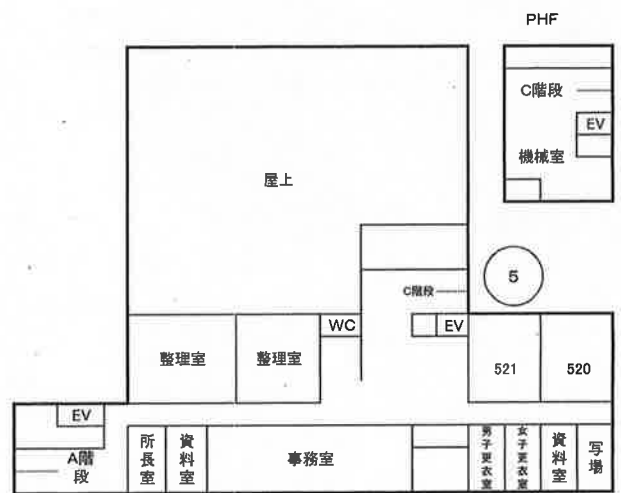 PHF
C階段
EV
機械室
屋上
5
C階段
WC
EV
整理室
整理室
521
520
EV
A階
段
所長室
資料室
事務室
男子更衣室
女子更衣室
資料室
写場